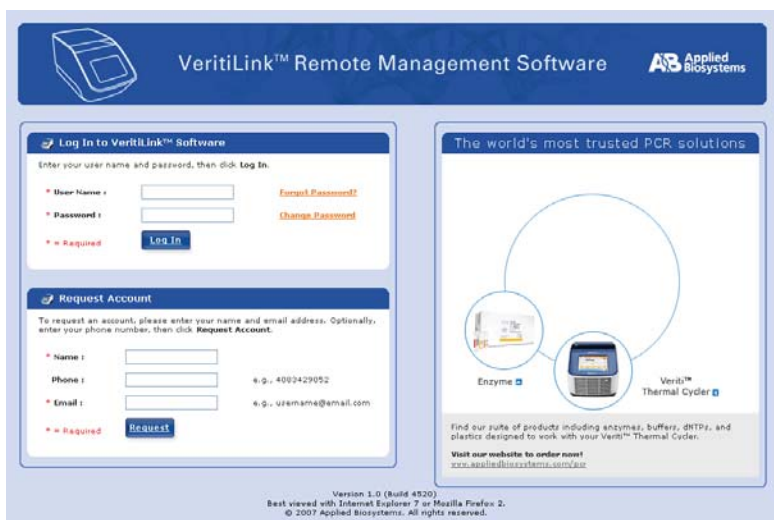 VeritiLink™ Remote Management Software
AB Applied
Biosystems
Log In to VeritiLink™ Software
Enter your user name and password, then click Log In.
* User Name :
Forgot Password?
* Password :
Change Password
* = Required
Log In
Request Account
To request an account, please enter your name and email address. Optionally,
enter your phone number, then click Request Account.
* Name :
Phone :
e.g., 4003429052
* Email :
e.g., username@email.com
* = Required
Request
The world's most trusted PCR solutions
PCR
Enzyme
Veriti™
Thermal Cycler
Find our suite of products including enzymes, buffers, dNTPs, and
plastics designed to work with your Veriti™ Thermal Cycler.
Visit our website to order now!
www.appliedbiosystems.com/pcr
Version 1.0 (Build 4520)
Best viewed with Internet Explorer 7 or Mozilla Firefox 2.
© 2007 Applied Biosystems. All rights reserved.